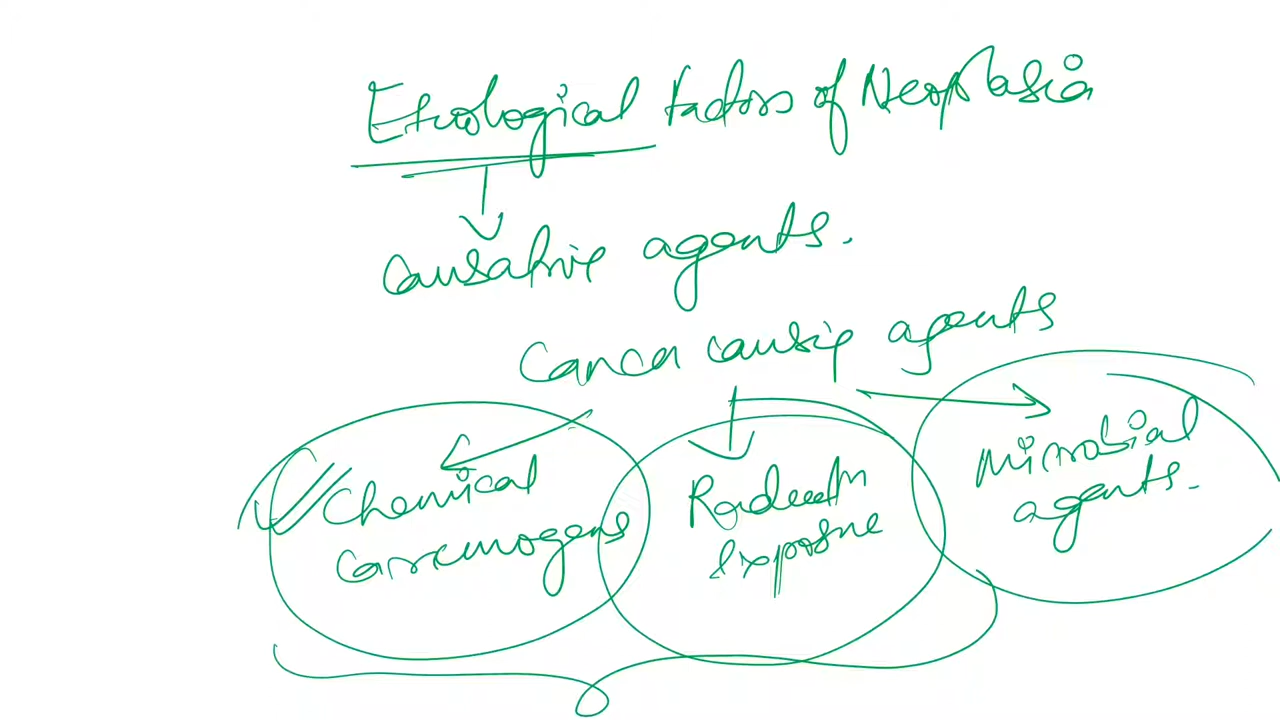 Etiological factors of Neoplasia
Causative agents.
Cancer causing agents
Chemical
Carcinogens
Radiation
Exposure
Microbial
agents.